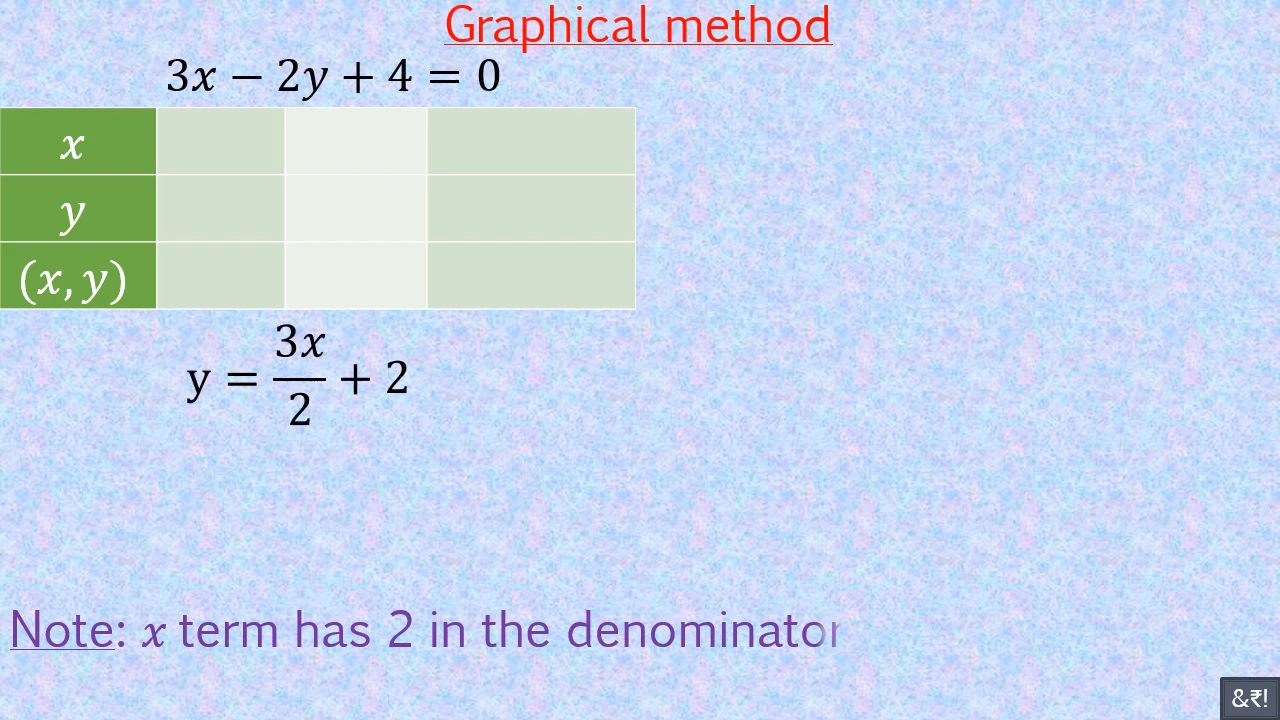 Graphical method
3x − 2y + 4 = 0
x
y
(x, y)
y = 3x/2 + 2
Note: x term has 2 in the denominator
&₹!